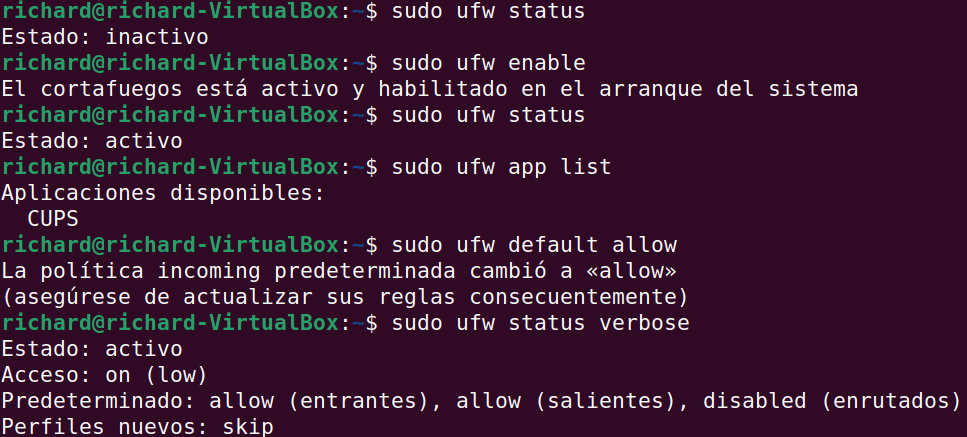 richard@richard-VirtualBox:~$ sudo ufw status
Estado: inactivo
richard@richard-VirtualBox:~$ sudo ufw enable
El cortafuegos está activo y habilitado en el arranque del sistema
richard@richard-VirtualBox:~$ sudo ufw status
Estado: activo
richard@richard-VirtualBox:~$ sudo ufw app list
Aplicaciones disponibles:
  CUPS
richard@richard-VirtualBox:~$ sudo ufw default allow
La política incoming predeterminada cambió a «allow»
(asegúrese de actualizar sus reglas consecuentemente)
richard@richard-VirtualBox:~$ sudo ufw status verbose
Estado: activo
Acceso: on (low)
Predeterminado: allow (entrantes), allow (salientes), disabled (enrutados)
Perfiles nuevos: skip